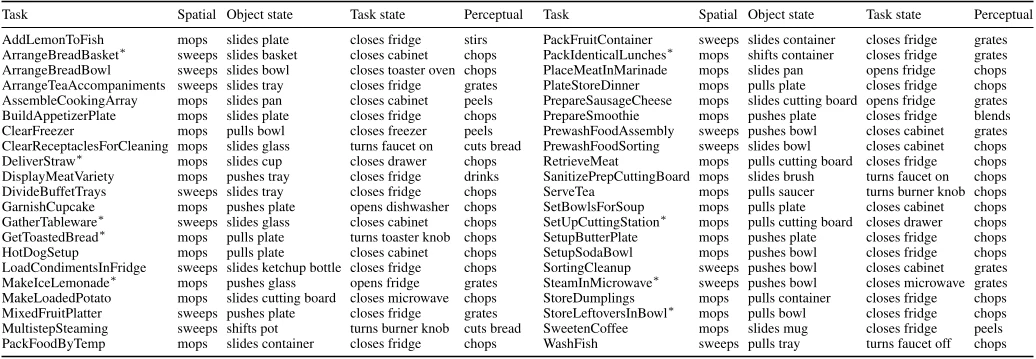 Task Spatial Object state Task state Perceptual Task Spatial Object state Task state Perceptual
AddLemonToFish mops slides plate closes fridge stirs PackFruitContainer sweeps slides container closes fridge grates
ArrangeBreadBasket* sweeps slides basket closes cabinet chops PackIdenticalLunches* mops shifts container closes fridge grates
ArrangeBreadBowl sweeps slides bowl closes toaster oven chops PlaceMeatInMarinade mops slides pan opens fridge chops
ArrangeTeaAccompaniments sweeps slides tray closes fridge grates PlateStoreDinner mops pulls plate closes fridge chops
AssembleCookingArray mops slides pan closes cabinet peels PrepareSausageCheese mops slides cutting board opens fridge grates
BuildAppetizerPlate mops slides plate closes fridge chops PrepareSmoothie mops pushes plate closes fridge blends
ClearFreezer mops pulls bowl closes freezer peels PrewashFoodAssembly sweeps pushes bowl closes cabinet grates
ClearReceptaclesForCleaning mops slides glass turns faucet on cuts bread PrewashFoodSorting sweeps slides bowl closes cabinet chops
DeliverStraw* mops slides cup closes drawer chops RetrieveMeat mops pulls cutting board closes fridge chops
DisplayMeatVariety mops pushes tray closes fridge drinks SanitizePrepCuttingBoard mops slides brush turns faucet on chops
DivideBuffetTrays sweeps slides tray closes fridge chops ServeTea mops pulls saucer turns burner knob chops
GarnishCupcake mops pushes plate opens dishwasher chops SetBowlsForSoup mops pulls plate closes cabinet chops
GatherTableware* sweeps slides glass closes cabinet chops SetUpCuttingStation* mops pulls cutting board closes drawer chops
GetToastedBread* mops pulls plate turns toaster knob chops SetupButterPlate mops pushes plate closes fridge chops
HotDogSetup mops pulls plate closes cabinet chops SetupSodaBowl mops pushes bowl closes fridge chops
LoadCondimentsInFridge sweeps slides ketchup bottle closes fridge chops SortingCleanup sweeps pushes bowl closes cabinet grates
MakeIceLemonade* mops pushes glass opens fridge grates SteamInMicrowave* sweeps pushes bowl closes microwave grates
MakeLoadedPotato mops slides cutting board closes microwave chops StoreDumplings mops pulls container closes fridge chops
MixedFruitPlatter sweeps pushes plate closes fridge grates StoreLeftoversInBowl* mops pulls bowl closes fridge chops
MultistepSteaming sweeps shifts pot turns burner knob cuts bread SweetenCoffee mops slides mug closes fridge peels
PackFoodByTemp mops slides container closes fridge chops WashFish sweeps pulls tray turns faucet off chops